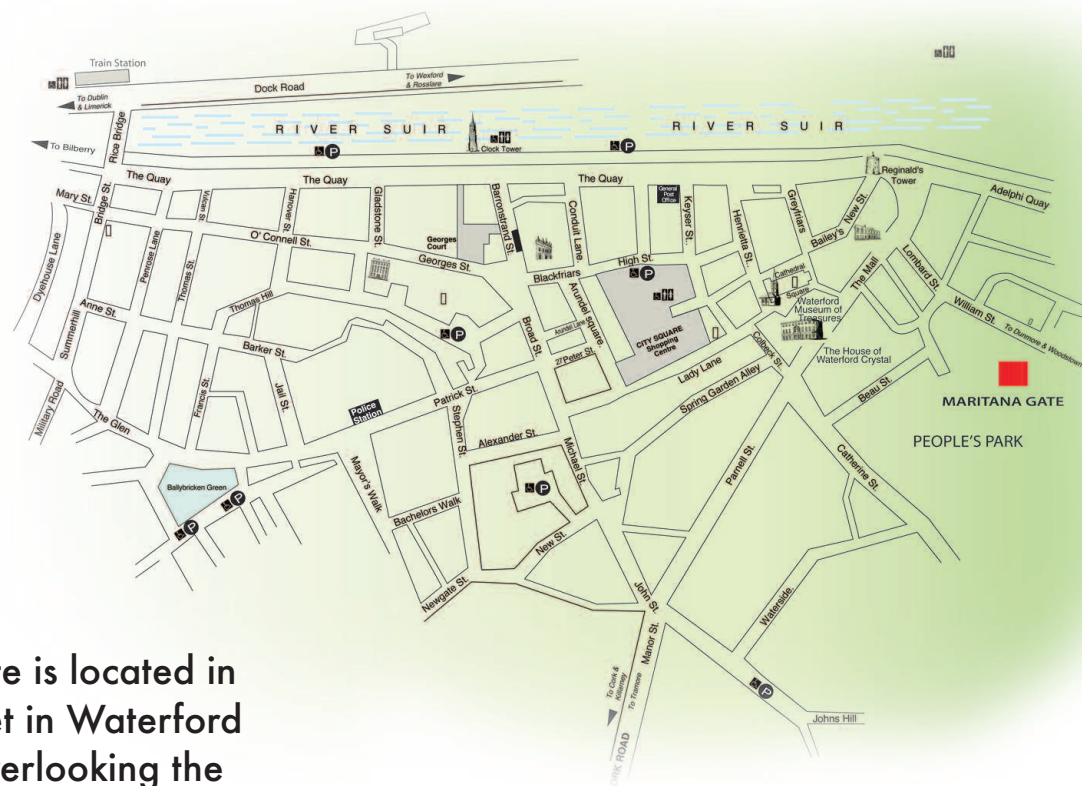 Train Station
To Wexford
& Rosslare
Dock Road
To Dublin
& Limerick
Rice Bridge
RIVER SUIR
RIVER SUIR
P
P
Clock Tower
To Bilberry
The Quay
The Quay
The Quay
Reginald's
Tower
Adelphi Quay
Mary St.
Bridge St.
Vulcan St.
Hanover St.
Gladstone St.
Barronstrand St.
Conduit Lane.
General
Post
Office
Keyser St.
Henrietta St.
Greyfriars
Bailey's New St.
Dyehouse Lane
Penrose Lane
Thomas St.
O' Connell St.
Georges
Court
Georges St.
Blackfriars
High St.
P
Cathedral
Square
The Mall
Lombard St.
William St.
To Dunmore & Woodstown
Waterford
Museum of
Treasures
Summerhill
Anne St.
Thomas Hill
Barker St.
P
Broad St.
Arundel square.
Arundel Lane
Peter St.
CITY SQUARE
Shopping
Centre
Lady Lane
Colbeck St.
The House of
Waterford Crystal
Spring Garden Alley
Beau St.
MARITANA GATE
PEOPLE'S PARK
Military Road
The Glen
Francis St.
Jail St.
Police
Station
Patrick St.
Stephen St.
Alexander St.
Michael St.
Parnell St.
Catherine St.
Ballybricken Green
P
P
Mayor's Walk
Bachelors Walk
P
New St.
Newgate St.
John St.
Waterside.
Manor St.
To Cork &
Killarney
To Tramore
ORK ROAD
P
Johns Hill
re is located in
et in Waterford
verlooking the